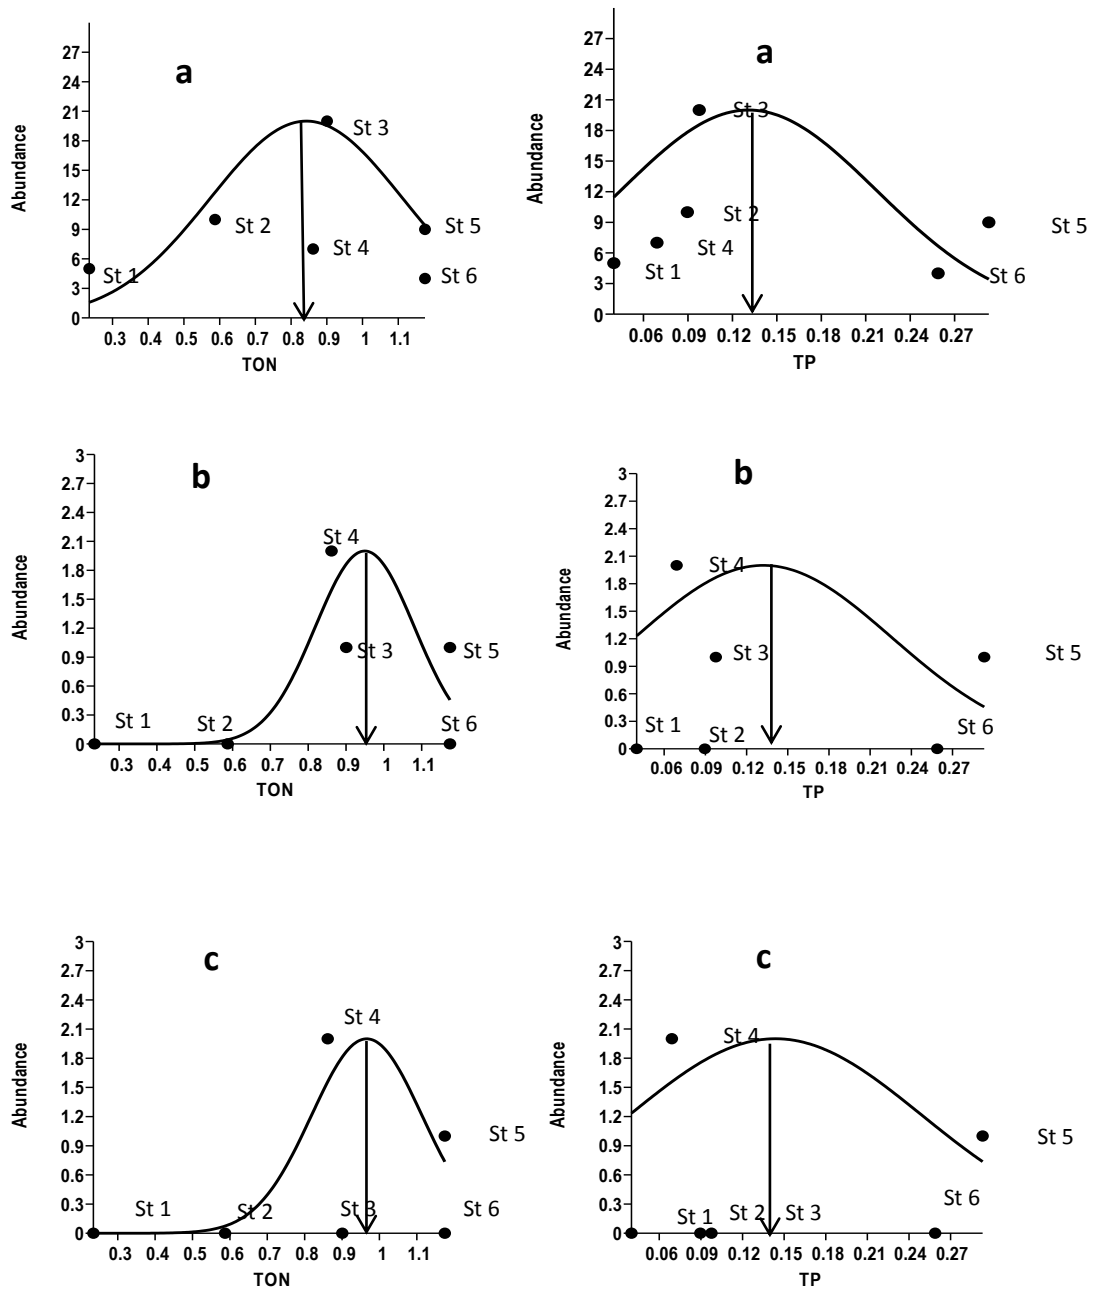 a
Abundance
27
24
21
18
15
12
9
6
3
0
St 1
St 2
St 3
St 4
St 5
St 6
0.3 0.4 0.5 0.6 0.7 0.8 0.9 1 1.1
TON
a
Abundance
27
24
21
18
15
12
9
6
3
0
St 3
St 2
St 4
St 1
St 5
St 6
0.06 0.09 0.12 0.15 0.18 0.21 0.24 0.27
TP
b
Abundance
3
2.7
2.4
2.1
1.8
1.5
1.2
0.9
0.6
0.3
0
St 4
St 3
St 5
St 1
St 2
St 6
0.3 0.4 0.5 0.6 0.7 0.8 0.9 1 1.1
TON
b
Abundance
3
2.7
2.4
2.1
1.8
1.5
1.2
0.9
0.6
0.3
0
St 4
St 3
St 5
St 1
St 2
St 6
0.06 0.09 0.12 0.15 0.18 0.21 0.24 0.27
TP
c
Abundance
3
2.7
2.4
2.1
1.8
1.5
1.2
0.9
0.6
0.3
0
St 4
St 5
St 1
St 2
St 3
St 6
0.3 0.4 0.5 0.6 0.7 0.8 0.9 1 1.1
TON
c
Abundance
3
2.7
2.4
2.1
1.8
1.5
1.2
0.9
0.6
0.3
0
St 4
St 5
St 6
St 1
St 2
St 3
0.06 0.09 0.12 0.15 0.18 0.21 0.24 0.27
TP